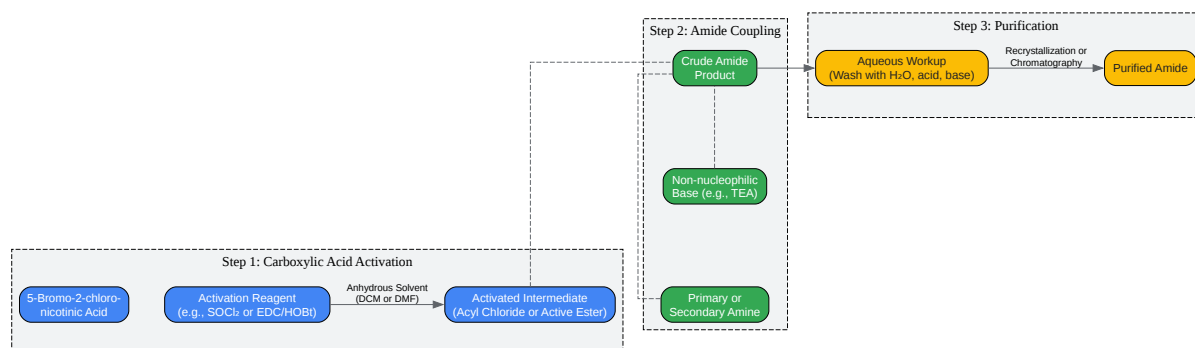 Step 1: Carboxylic Acid Activation
5-Bromo-2-chloro-
nicotinic Acid
Activation Reagent
(e.g., SOCl₂ or EDC/HOBt)
Anhydrous Solvent
(DCM or DMF)
Activated Intermediate
(Acyl Chloride or Active Ester)
Step 2: Amide Coupling
Crude Amide
Product
Non-nucleophilic
Base (e.g., TEA)
Primary or
Secondary Amine
Step 3: Purification
Aqueous Workup
(Wash with H₂O, acid, base)
Recrystallization or
Chromatography
Purified Amide